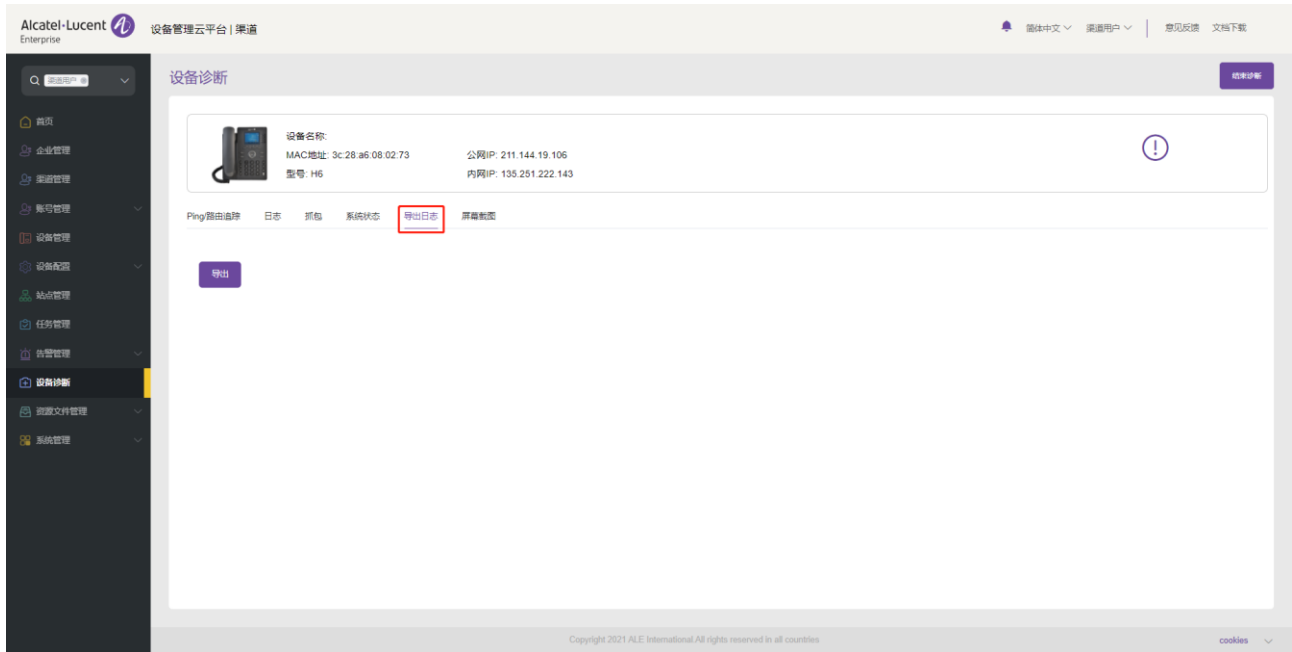 Alcatel·Lucent
Enterprise
设备管理云平台 | 渠道
简体中文 渠道用户 意见反馈 文档下载
渠道用户
首页
企业管理
渠道管理
账号管理
设备管理
设备配置
站点管理
任务管理
告警管理
设备诊断
资源文件管理
系统管理
设备诊断
结束诊断
设备名称:
MAC地址: 3c:28:a6:08:02:73 公网IP: 211.144.19.106
型号: H6 内网IP: 135.251.222.143
Ping/路由追踪 日志 抓包 系统状态 导出日志 屏幕截图
导出
Copyright 2021 ALE International.All rights reserved in all countries
cookies